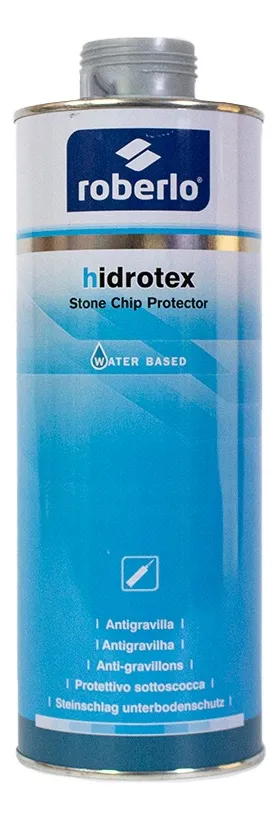 roberlo®
hidrotex
Stone Chip Protector
WATER BASED
| Antigravilla |
| Antigravilha |
| Anti-gravillons |
| Protettivo sottoscocca |
| Steinschlag unterbodenschutz |